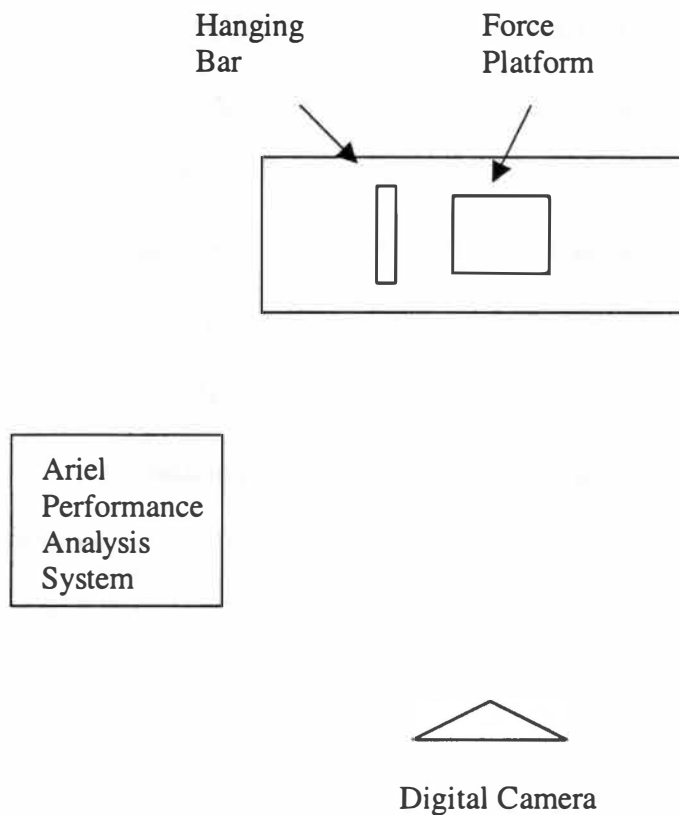 Hanging
Bar
Force
Platform
Ariel
Performance
Analysis
System
Digital Camera